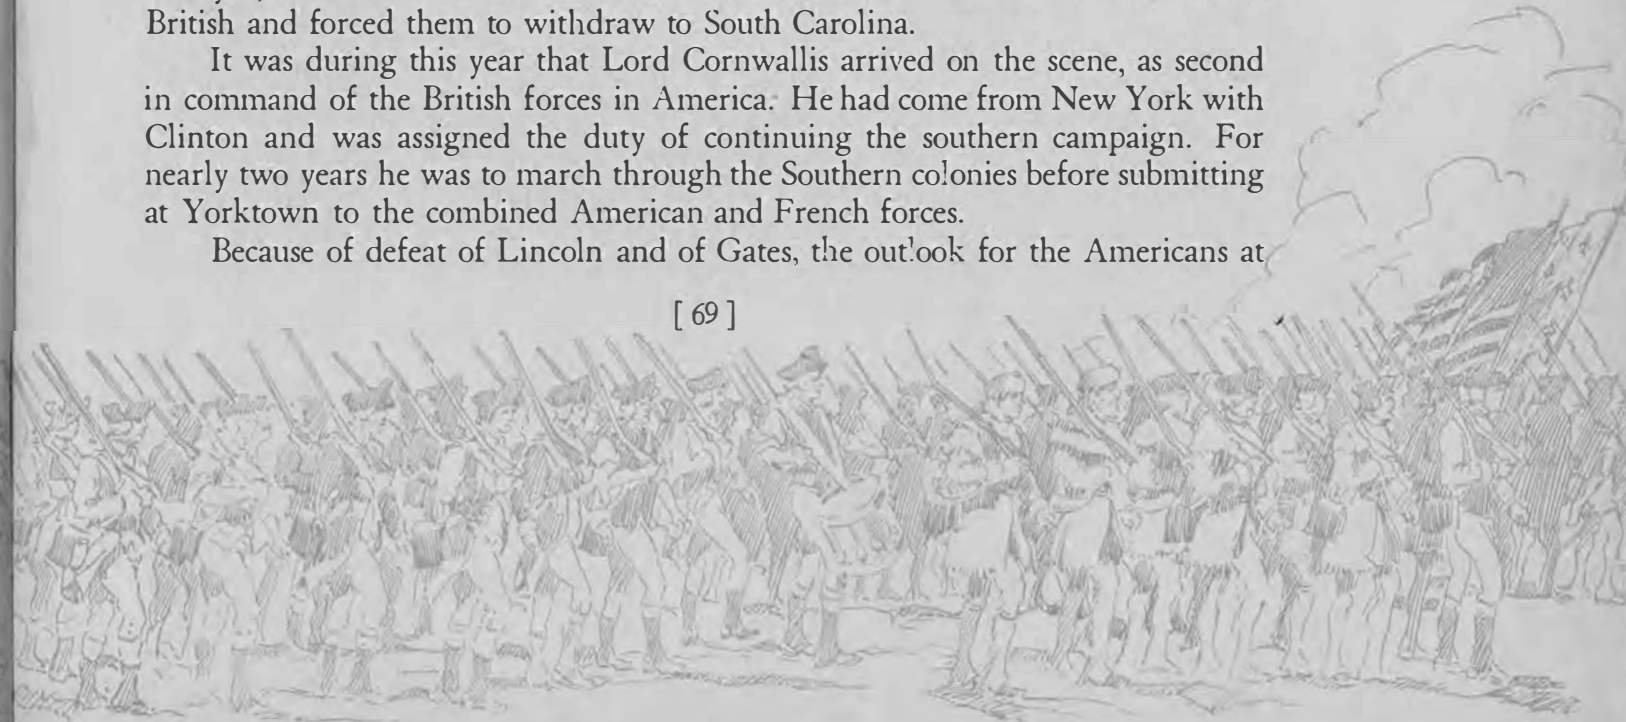 British and forced them to withdraw to South Carolina.
It was during this year that Lord Cornwallis arrived on the scene, as second
in command of the British forces in America. He had come from New York with
Clinton and was assigned the duty of continuing the southern campaign. For
nearly two years he was to march through the Southern colonies before submitting
at Yorktown to the combined American and French forces.
Because of defeat of Lincoln and of Gates, the outlook for the Americans at
[ 69 ]